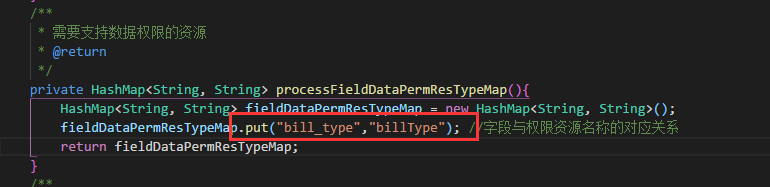 /**
* 需要支持数据权限的资源
* @return
*/
private HashMap<String, String> processFieldDataPermResTypeMap(){
HashMap<String, String> fieldDataPermResTypeMap = new HashMap<String, String>();
fieldDataPermResTypeMap.put("bill_type","billType"); //字段与权限资源名称的对应关系
return fieldDataPermResTypeMap;
}
/**